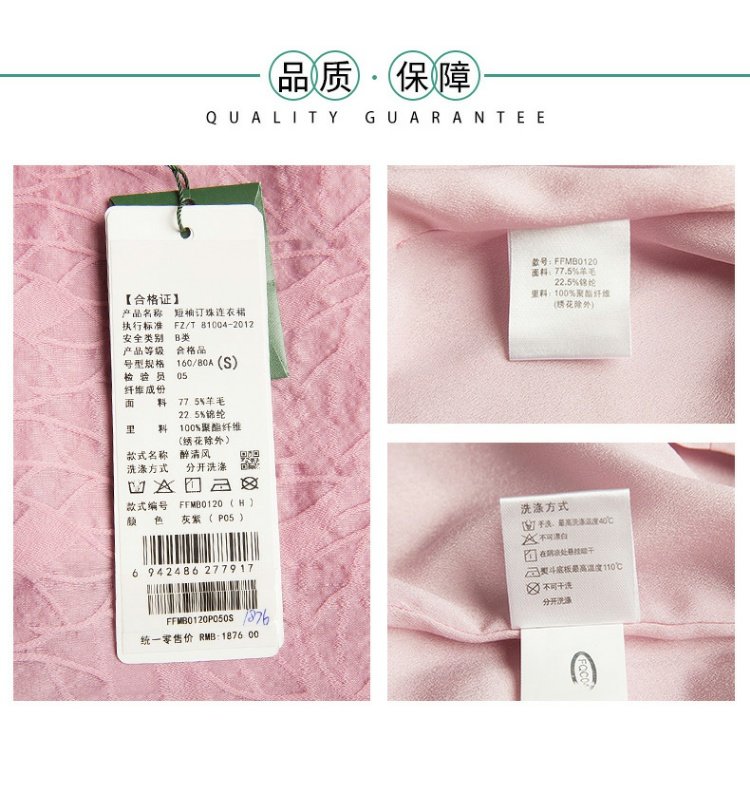 品质·保障
QUALITY GUARANTEE
【合格证】
产品名称 短袖订珠连衣裙
执行标准 FZ/T 81004-2012
安全类别 B类
产品等级 合格品
号型规格 160/80A(S)
检 验 员 05
纤维成份
面 料 77.5%羊毛
22.5%锦纶
里 料 100%聚酯纤维
(绣花除外)
款式名称 醉清风
洗涤方式 分开洗涤
款式编号 FFMB0120 (H)
颜 色 灰紫 (P05)
6 942486 277917
FFMB0120P050S
1876
统一零售价 RMB:1876 00
款号: FFMB0120
面料: 77.5%羊毛
22.5%锦纶
里料: 100%聚酯纤维
(绣花除外)
洗涤方式
手洗，最高洗涤温度40℃
不可漂白
在阴凉处悬挂晾干
熨斗底板最高温度110℃
不可干洗
分开洗涤